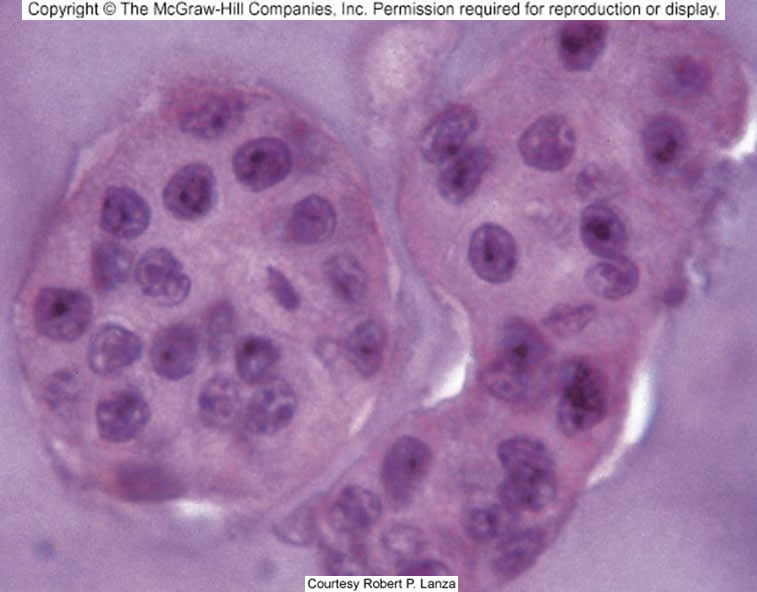 Copyright © The McGraw-Hill Companies, Inc. Permission required for reproduction or display.
Courtesy Robert P. Lanza